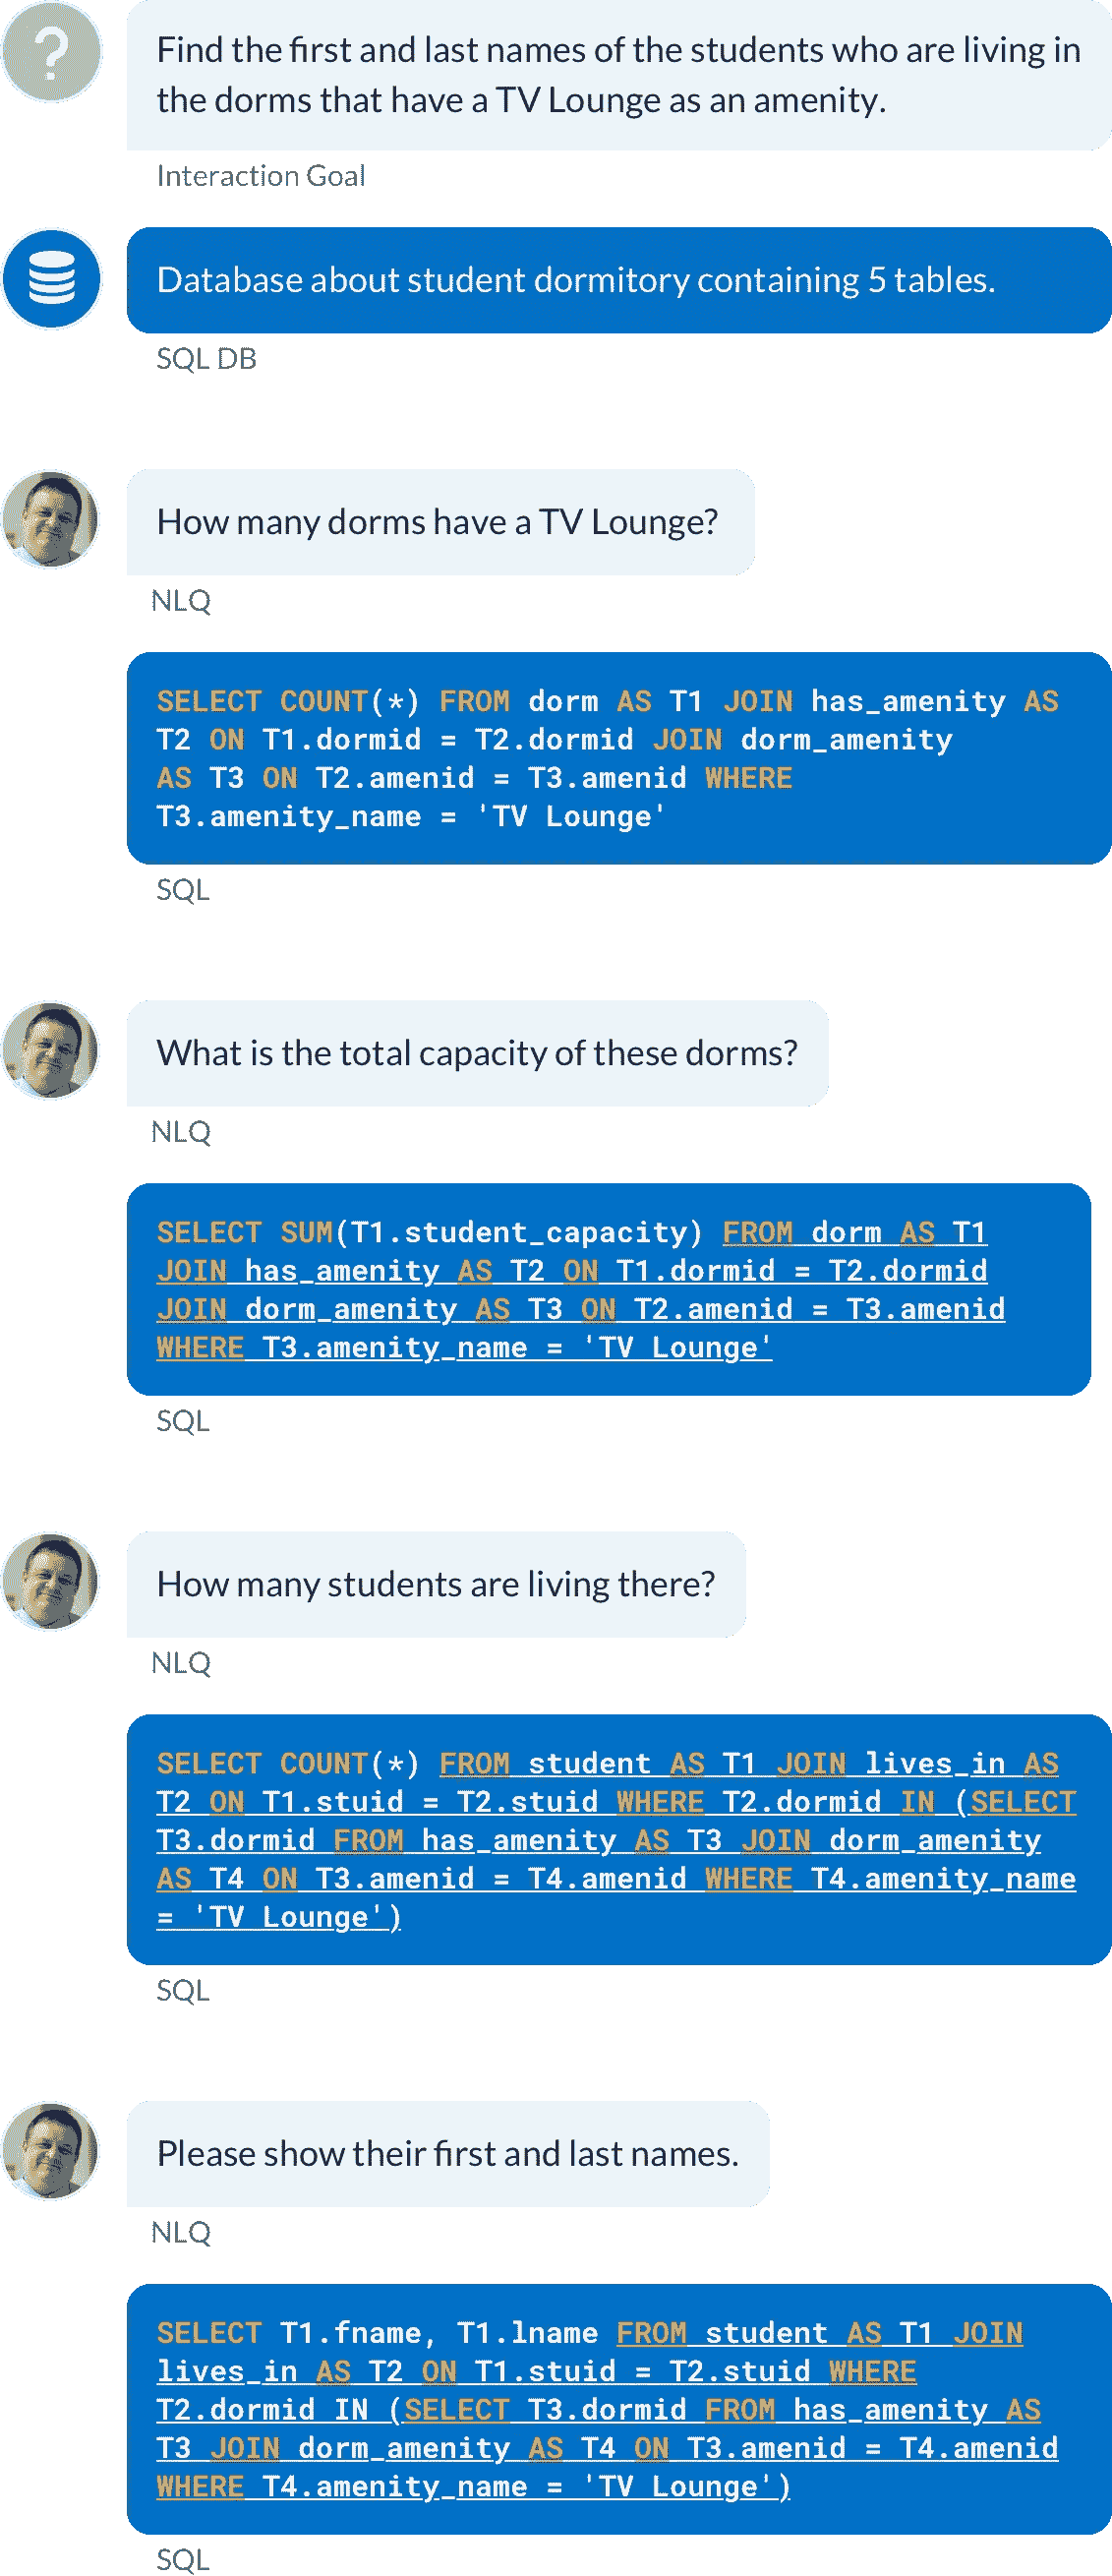 ?
Find the first and last names of the students who are living in
the dorms that have a TV Lounge as an amenity.
Interaction Goal
Database about student dormitory containing 5 tables.
SQL DB
How many dorms have a TV Lounge?
NLQ
SELECT COUNT(*) FROM dorm AS T1 JOIN has_amenity AS
T2 ON T1.dormid = T2.dormid JOIN dorm_amenity
AS T3 ON T2.amenid = T3.amenid WHERE
T3.amenity_name = 'TV Lounge'
SQL
What is the total capacity of these dorms?
NLQ
SELECT SUM(T1.student_capacity) FROM dorm AS T1
JOIN has_amenity AS T2 ON T1.dormid = T2.dormid
JOIN dorm_amenity AS T3 ON T2.amenid = T3.amenid
WHERE T3.amenity_name = 'TV Lounge'
SQL
How many students are living there?
NLQ
SELECT COUNT(*) FROM student AS T1 JOIN lives_in AS
T2 ON T1.stuid = T2.stuid WHERE T2.dormid IN (SELECT
T3.dormid FROM has_amenity AS T3 JOIN dorm_amenity
AS T4 ON T3.amenid = T4.amenid WHERE T4.amenity_name
= 'TV Lounge')
SQL
Please show their first and last names.
NLQ
SELECT T1.fname, T1.lname FROM student AS T1 JOIN
lives_in AS T2 ON T1.stuid = T2.stuid WHERE
T2.dormid IN (SELECT T3.dormid FROM has_amenity AS
T3 JOIN dorm_amenity AS T4 ON T3.amenid = T4.amenid
WHERE T4.amenity_name = 'TV Lounge')
SQL